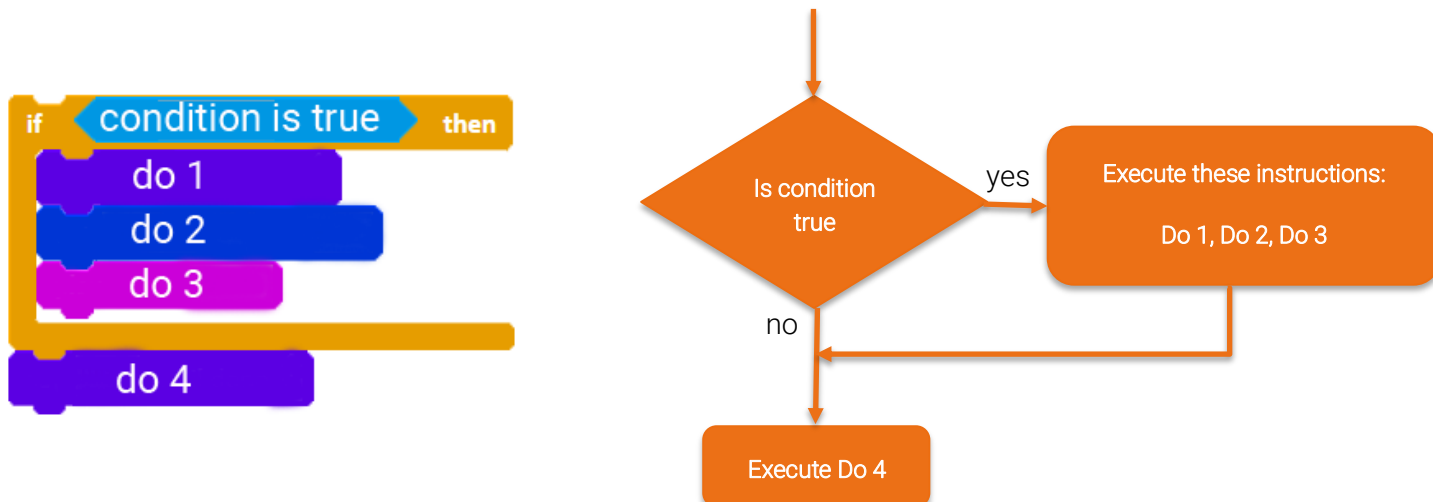 if condition is true then
do 1
do 2
do 3
do 4
Is condition
true
yes
Execute these instructions:
Do 1, Do 2, Do 3
no
Execute Do 4